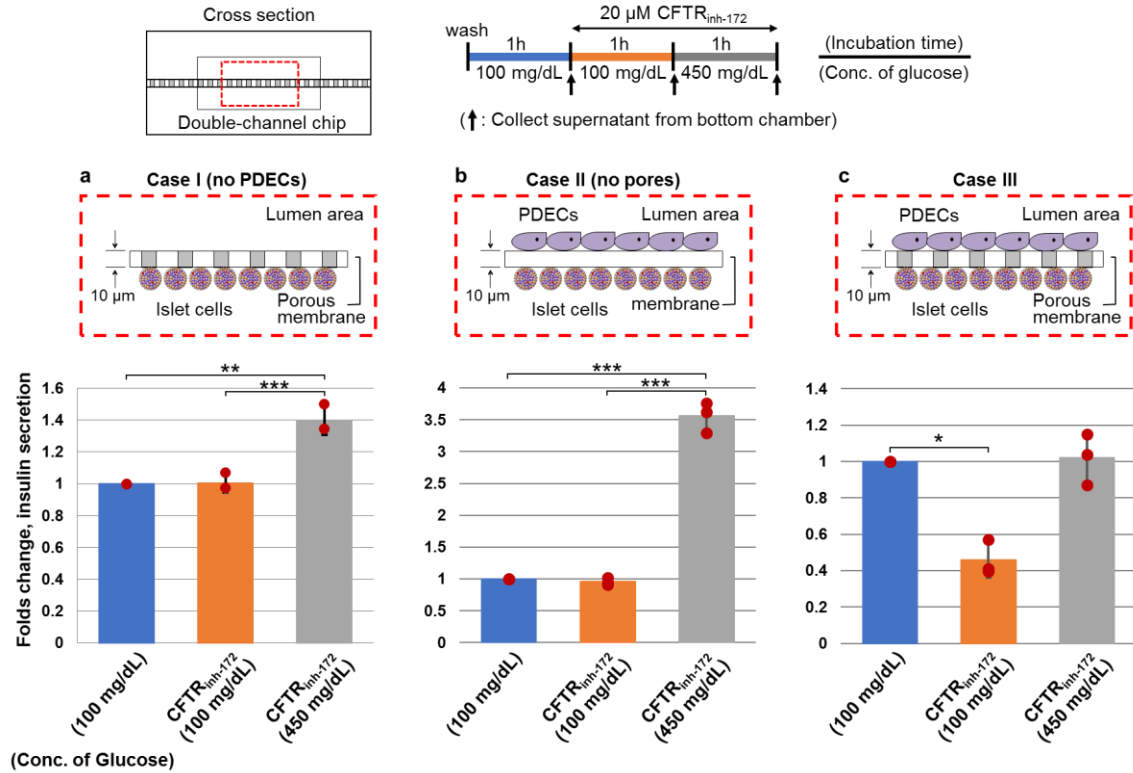 Cross section
Double-channel chip
20 µM CFTRinh-172
wash
1h 1h 1h
100 mg/dL 100 mg/dL 450 mg/dL
(Incubation time)
(Conc. of glucose)
(↑: Collect supernatant from bottom chamber)
a Case I (no PDECs)
Lumen area
10 µm
Islet cells
Porous
membrane
b Case II (no pores)
PDECs Lumen area
10 µm
Islet cells
membrane
c Case III
PDECs Lumen area
10 µm
Islet cells
Porous
membrane
Folds change, insulin secretion
1.6
1.4
1.2
1
0.8
0.6
0.4
0.2
0
**
***
(100 mg/dL)
CFTRinh-172
(100 mg/dL)
CFTRinh-172
(450 mg/dL)
(Conc. of Glucose)
4
3.5
3
2.5
2
1.5
1
0.5
0
***
***
(100 mg/dL)
CFTRinh-172
(100 mg/dL)
CFTRinh-172
(450 mg/dL)
1.4
1.2
1
0.8
0.6
0.4
0.2
0
*
(100 mg/dL)
CFTRinh-172
(100 mg/dL)
CFTRinh-172
(450 mg/dL)